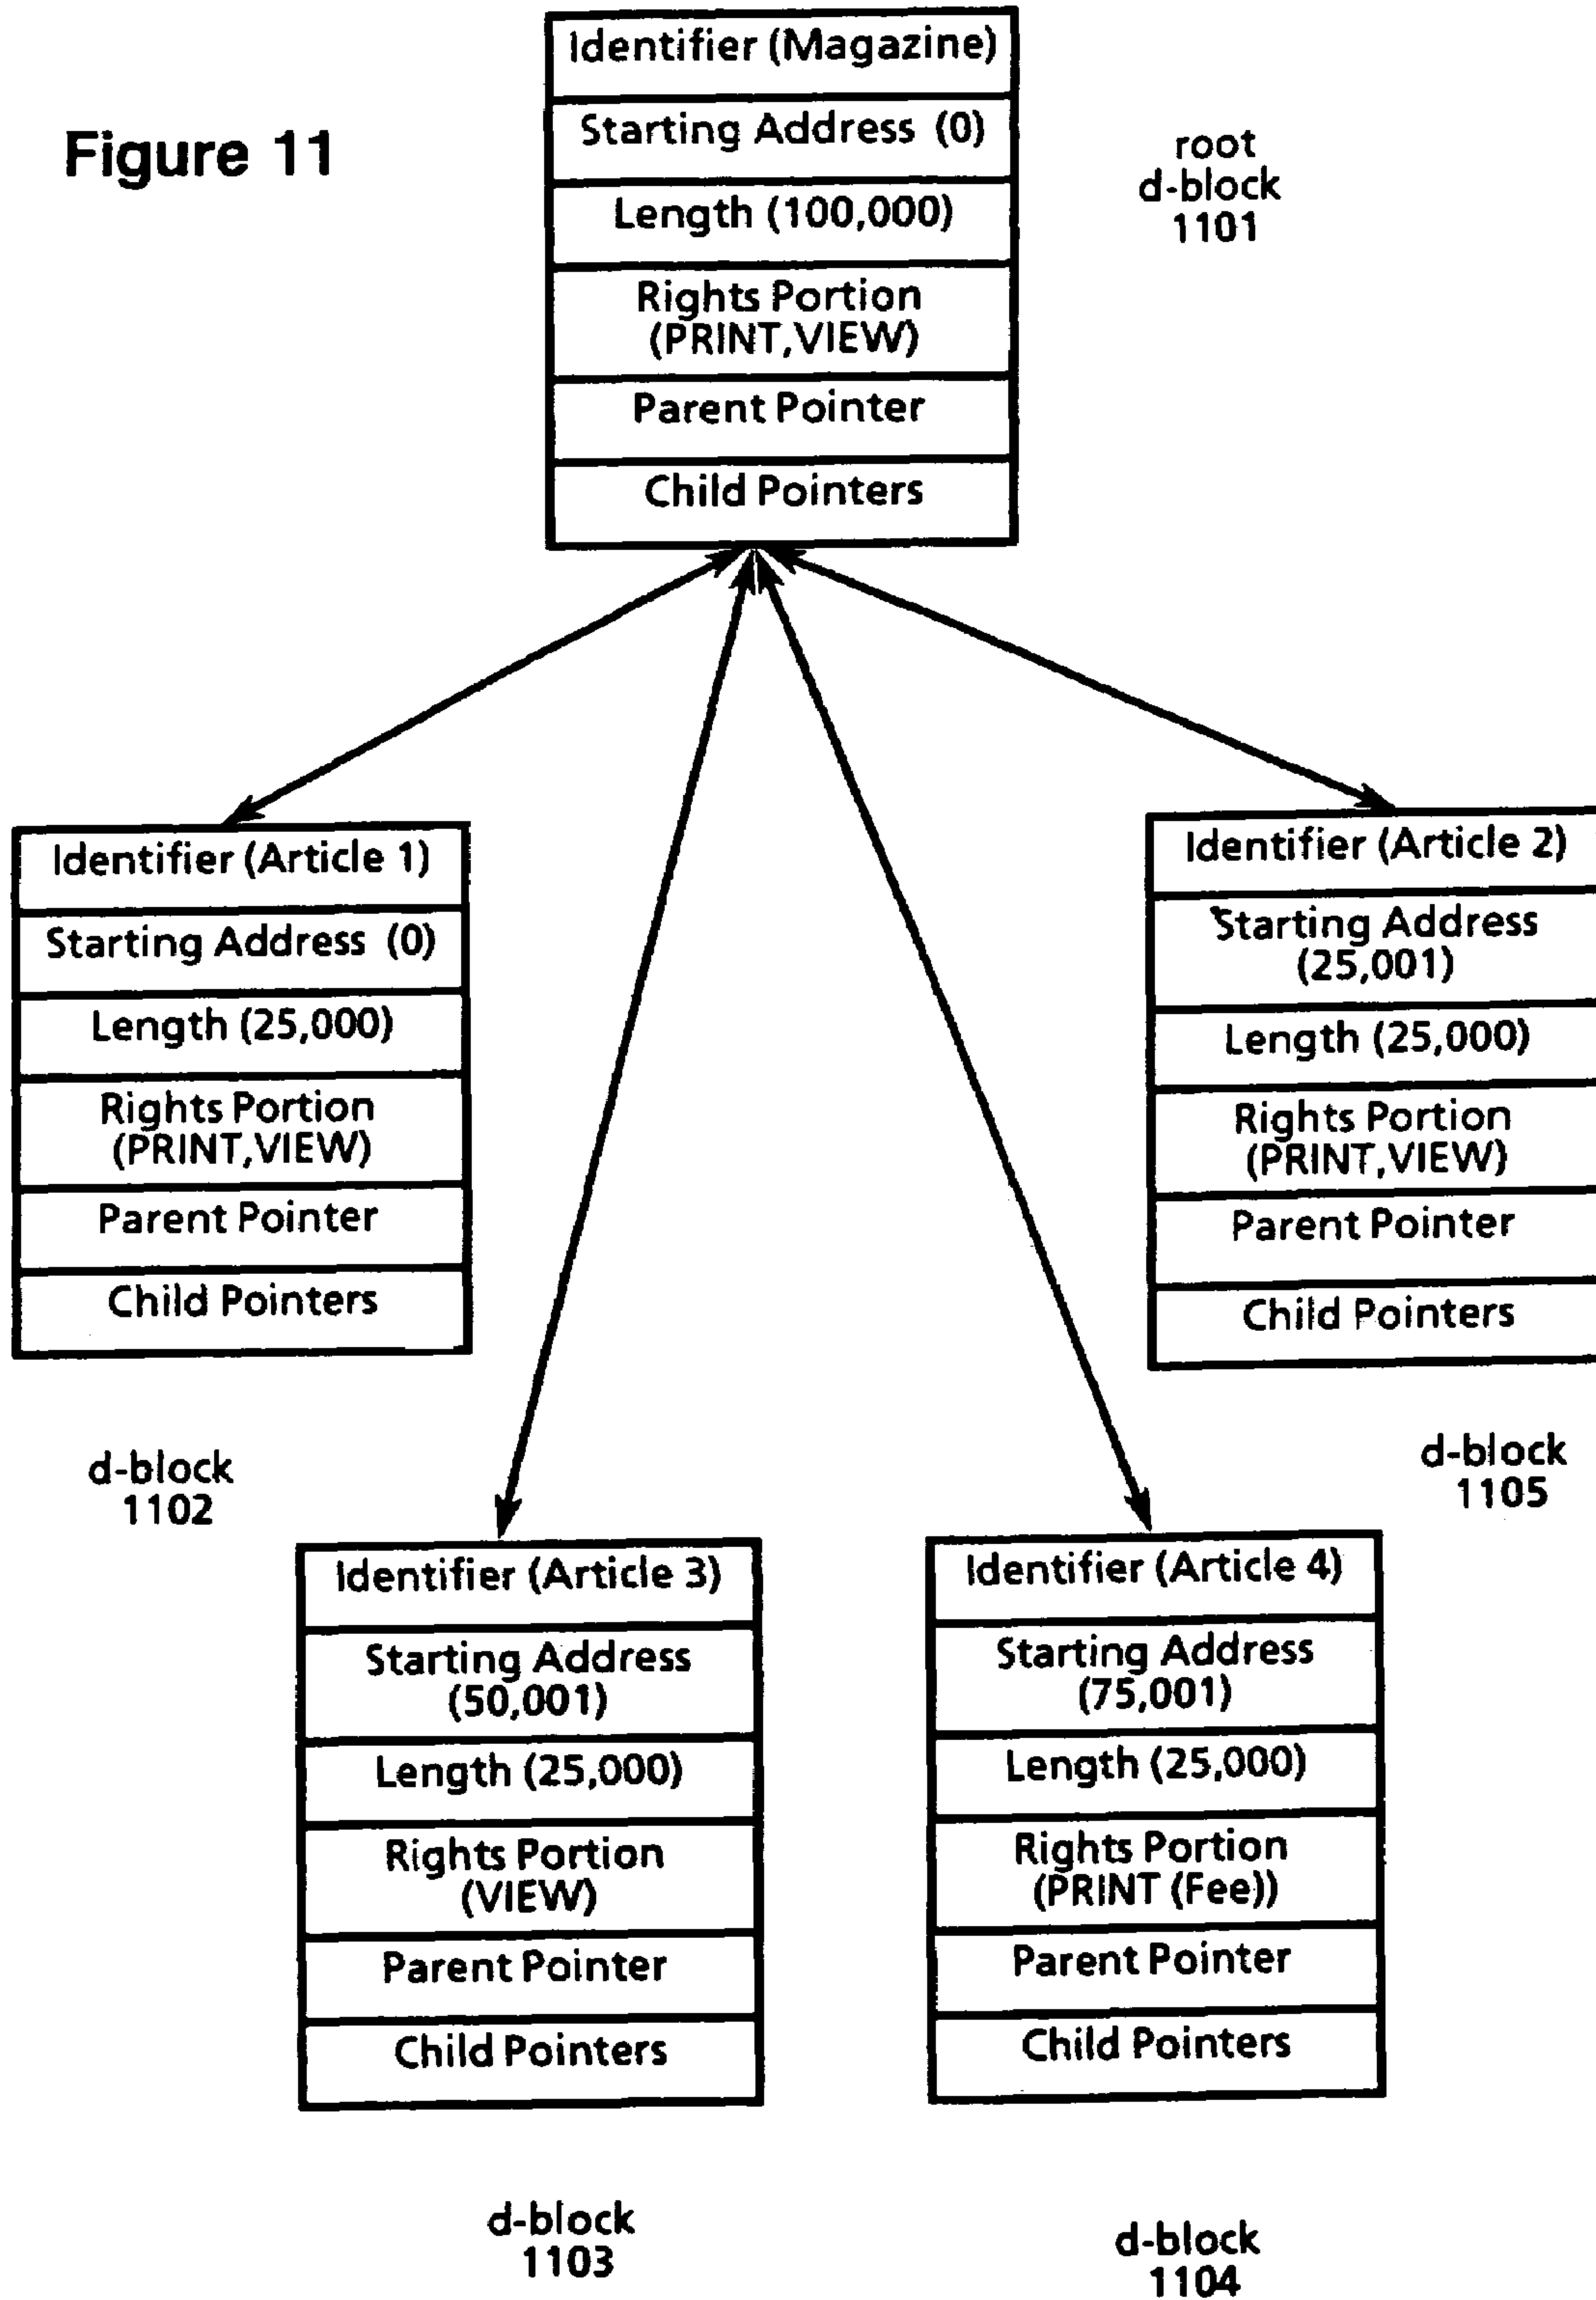 Figure 11
Identifier (Magazine)
Starting Address (0)
Length (100,000)
Rights Portion
(PRINT,VIEW)
Parent Pointer
Child Pointers
root
d-block
1101
Identifier (Article 1)
Starting Address (0)
Length (25,000)
Rights Portion
(PRINT,VIEW)
Parent Pointer
Child Pointers
d-block
1102
Identifier (Article 2)
Starting Address
(25,001)
Length (25,000)
Rights Portion
(PRINT,VIEW)
Parent Pointer
Child Pointers
d-block
1105
Identifier (Article 3)
Starting Address
(50,001)
Length (25,000)
Rights Portion
(VIEW)
Parent Pointer
Child Pointers
d-block
1103
Identifier (Article 4)
Starting Address
(75,001)
Length (25,000)
Rights Portion
(PRINT (Fee))
Parent Pointer
Child Pointers
d-block
1104